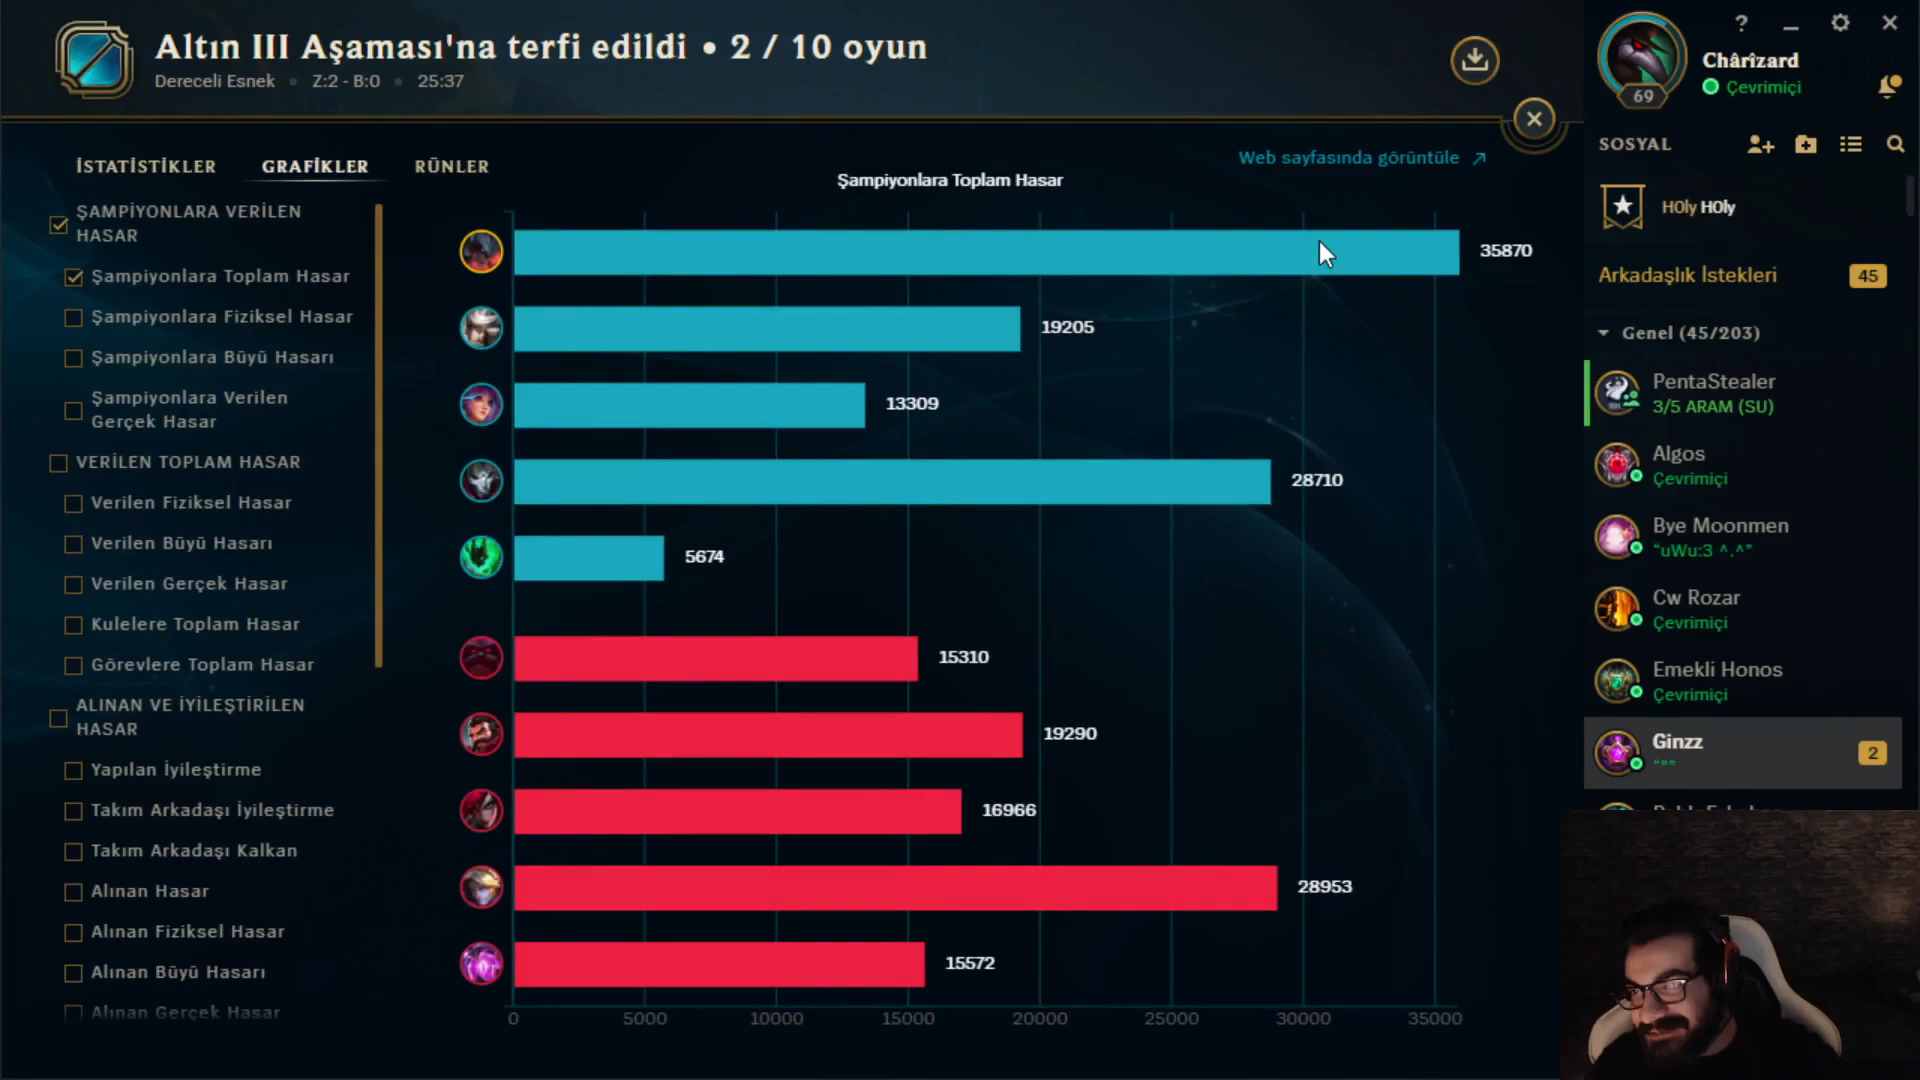 Altın III Aşaması'na terfi edildi • 2 / 10 oyun
Dereceli Esnek • Z:2 - B:0 • 25:37
İSTATİSTİKLER GRAFİKLER RÜNLER
Web sayfasında görüntüle
Şampiyonlara Toplam Hasar
ŞAMPİYONLARA VERİLEN
HASAR
Şampiyonlara Toplam Hasar
Şampiyonlara Fiziksel Hasar
Şampiyonlara Büyü Hasarı
Şampiyonlara Verilen
Gerçek Hasar
VERİLEN TOPLAM HASAR
Verilen Fiziksel Hasar
Verilen Büyü Hasarı
Verilen Gerçek Hasar
Kulelere Toplam Hasar
Görevlere Toplam Hasar
ALINAN VE İYİLEŞTİRİLEN
HASAR
Yapılan İyileştirme
Takım Arkadaşı İyileştirme
Takım Arkadaşı Kalkan
Alınan Hasar
Alınan Fiziksel Hasar
Alınan Büyü Hasarı
Alınan Gerçek Hasar
35870
19205
13309
28710
5674
15310
19290
16966
28953
15572
0 5000 10000 15000 20000 25000 30000 35000
?
69
Chârîzard
Çevrimiçi
SOSYAL
H0ly H0ly
Arkadaşlık İstekleri 45
Genel (45/203)
PentaStealer
3/5 ARAM (SU)
Algos
Çevrimiçi
Bye Moonmen
"uWu:3 ^.^"
Cw Rozar
Çevrimiçi
Emekli Honos
Çevrimiçi
Ginzz
2